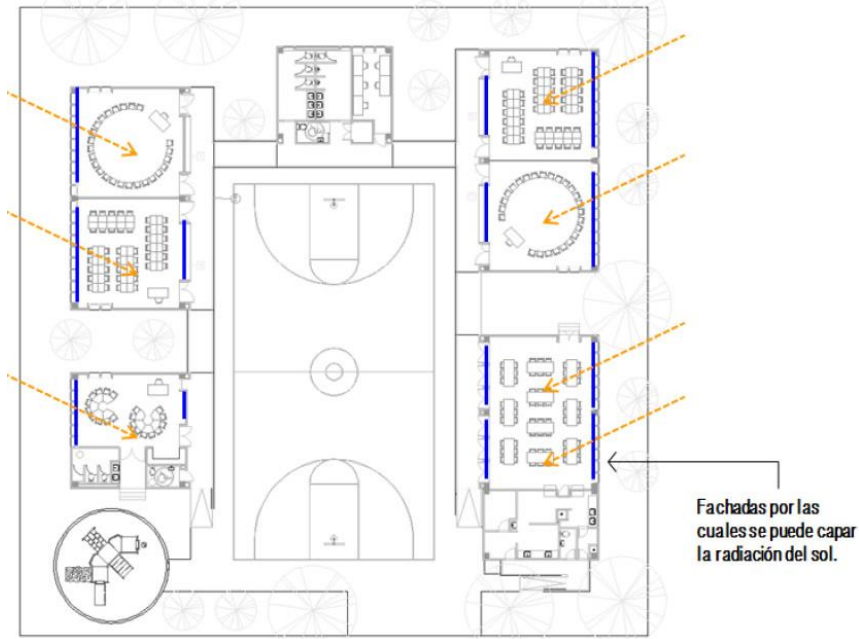 Fachadas por las
cuales se puede capar
la radiación del sol.